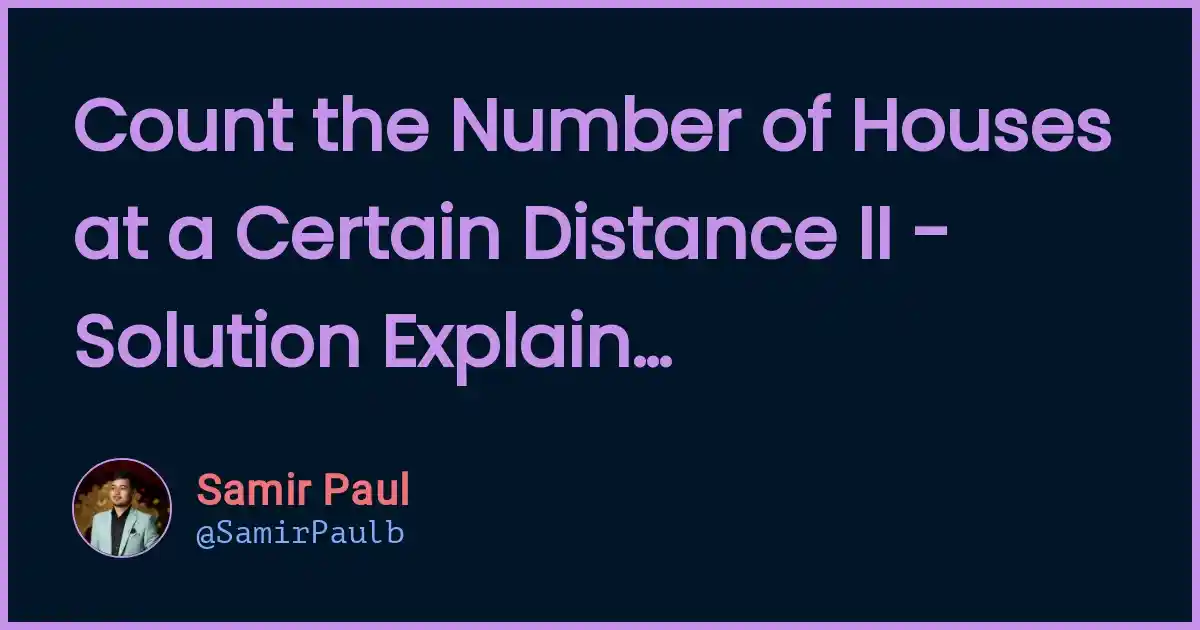 Count the Number of Houses
at a Certain Distance II -
Solution Explain...
Samir Paul
@SamirPaulb